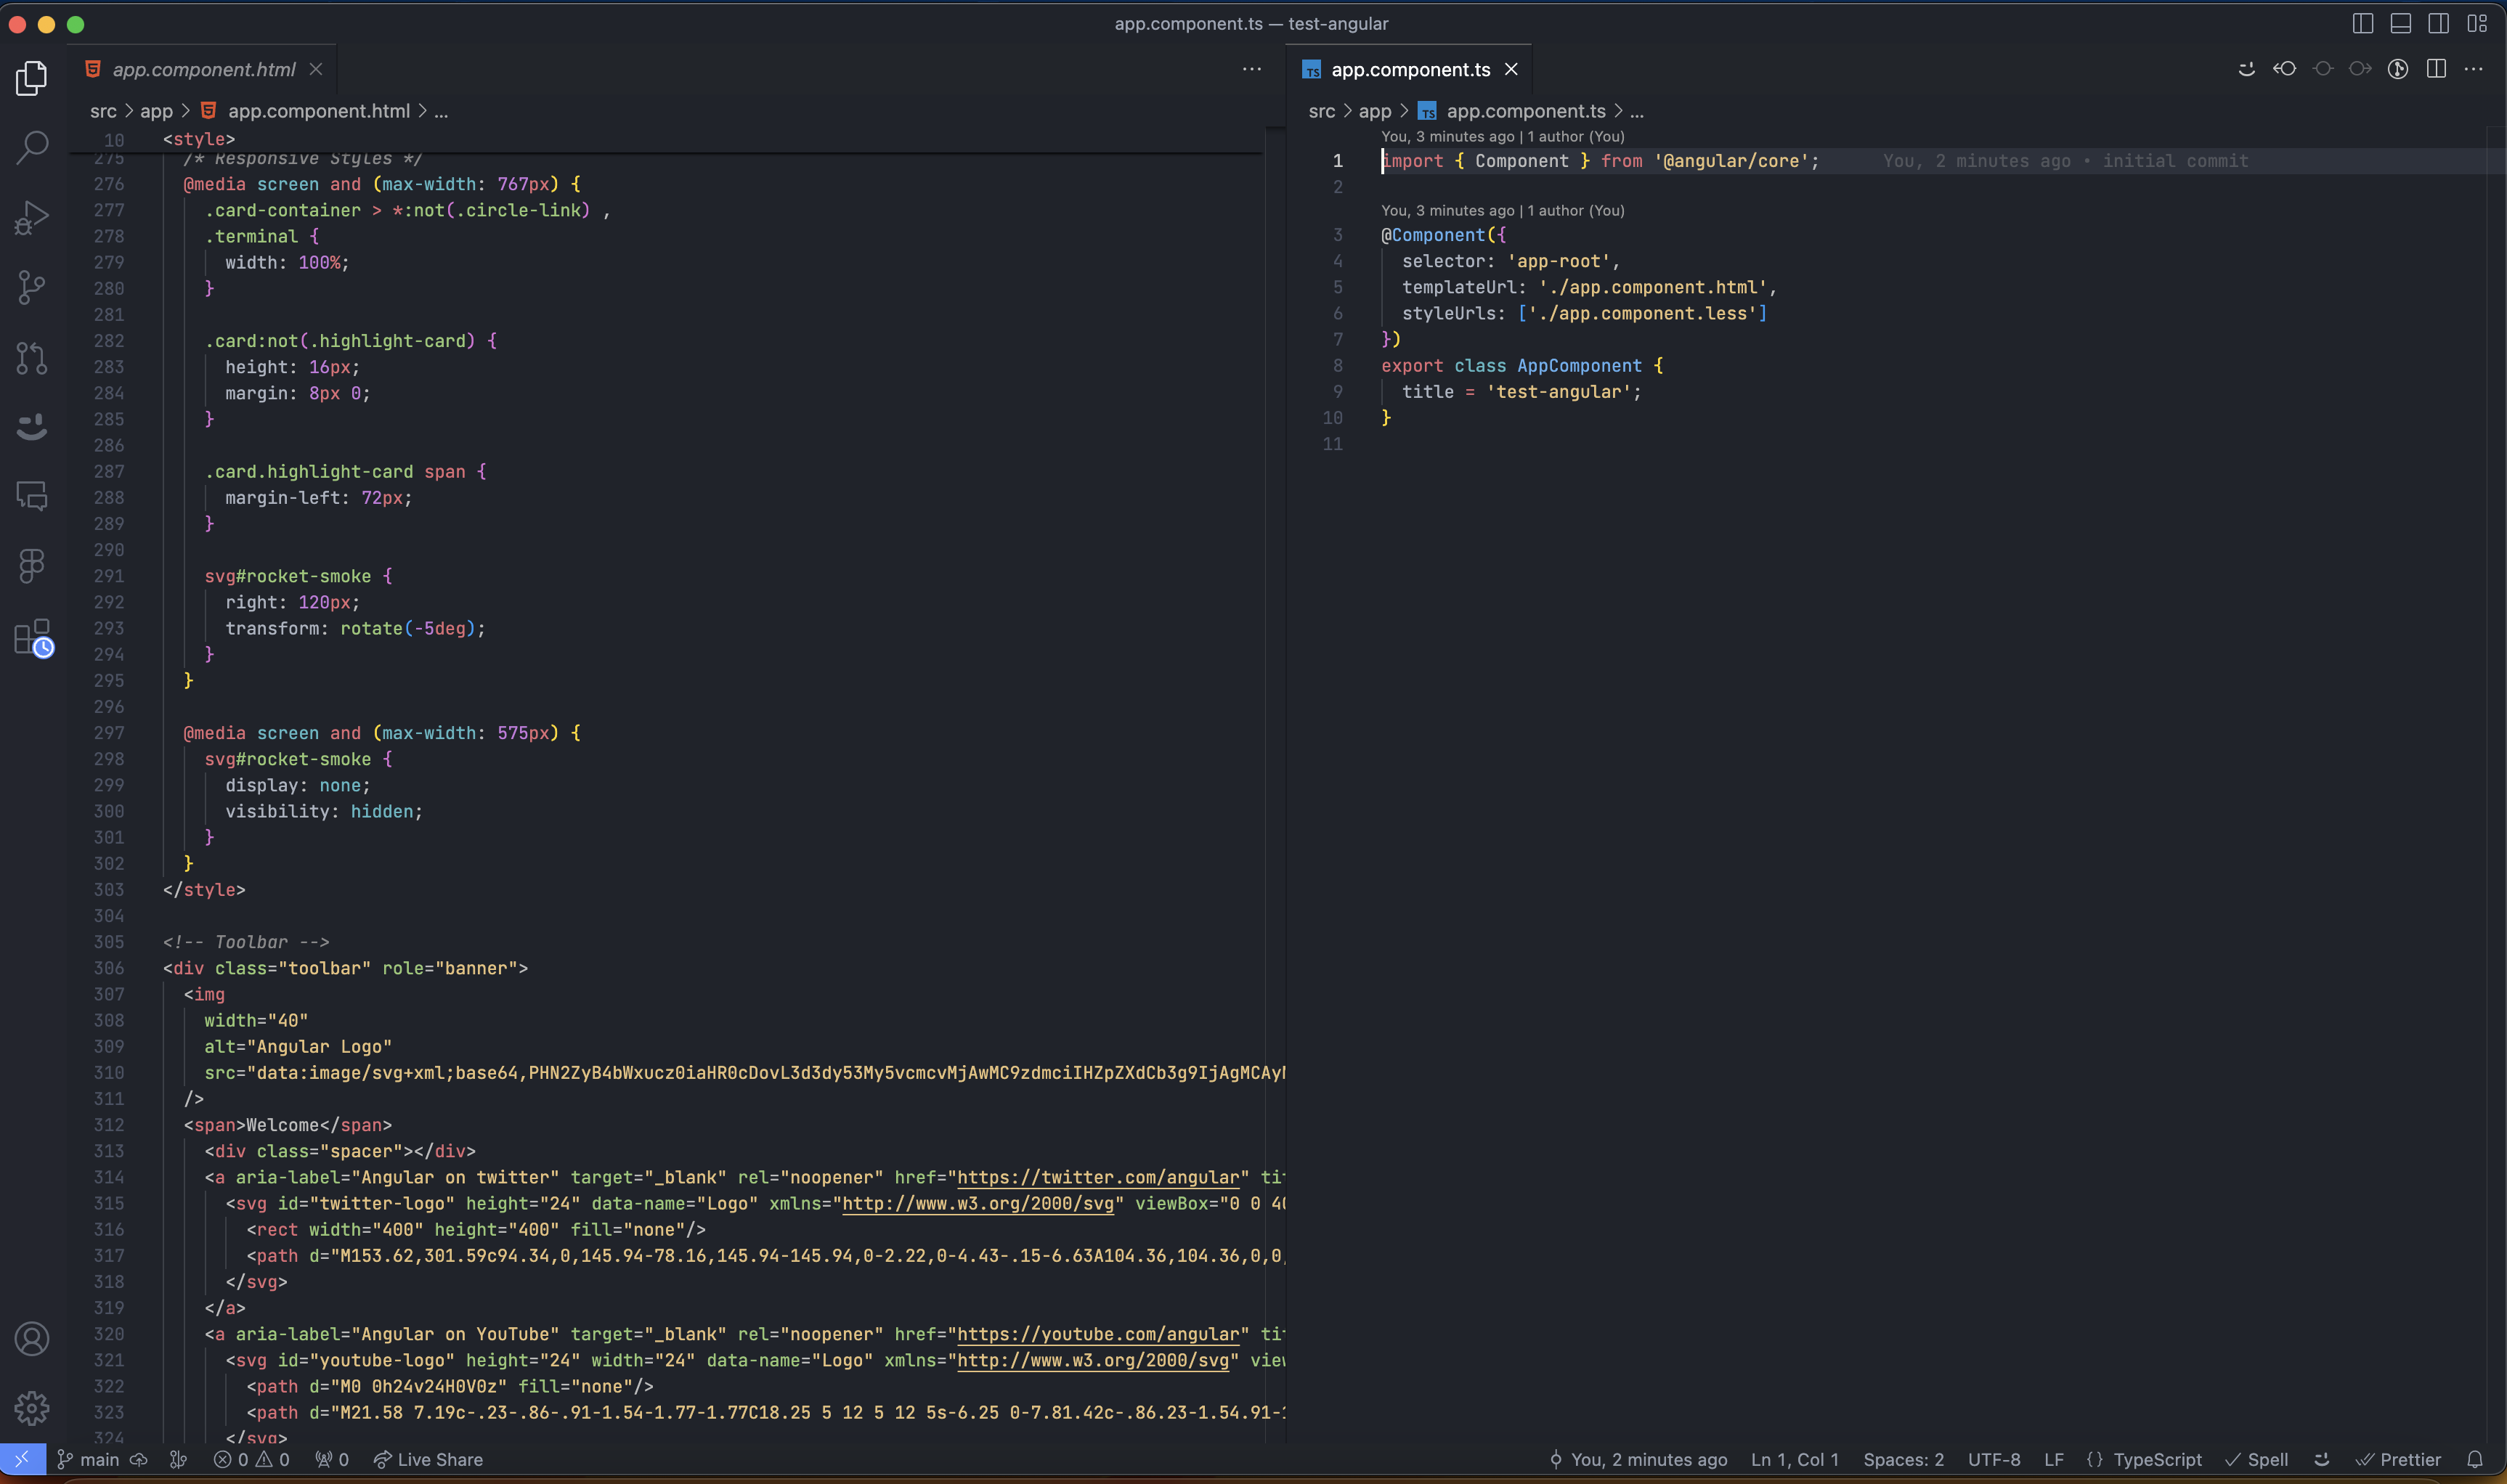 app.component.ts — test-angular
app.component.html
src > app > app.component.html > ...
10 <style>
275 /* Responsive Styles */
276 @media screen and (max-width: 767px) {
277 .card-container > *:not(.circle-link) ,
278 .terminal {
279 width: 100%;
280 }
281
282 .card:not(.highlight-card) {
283 height: 16px;
284 margin: 8px 0;
285 }
286
287 .card.highlight-card span {
288 margin-left: 72px;
289 }
290
291 svg#rocket-smoke {
292 right: 120px;
293 transform: rotate(-5deg);
294 }
295 }
296
297 @media screen and (max-width: 575px) {
298 svg#rocket-smoke {
299 display: none;
300 visibility: hidden;
301 }
302 }
303 </style>
304
305 <!-- Toolbar -->
306 <div class="toolbar" role="banner">
307 <img
308 width="40"
309 alt="Angular Logo"
310 src="data:image/svg+xml;base64,PHN2ZyB4bWxucz0iaHR0cDovL3d3dy53My5vcmcvMjAwMC9zdmciIHZpZXdCb3g9IjAgMCAy
311 />
312 <span>Welcome</span>
313 <div class="spacer"></div>
314 <a aria-label="Angular on twitter" target="_blank" rel="noopener" href="https://twitter.com/angular" tit
315 <svg id="twitter-logo" height="24" data-name="Logo" xmlns="http://www.w3.org/2000/svg" viewBox="0 0 40
316 <rect width="400" height="400" fill="none"/>
317 <path d="M153.62,301.59c94.34,0,145.94-78.16,145.94-145.94,0-2.22,0-4.43-.15-6.63A104.36,104.36,0,0,
318 </svg>
319 </a>
320 <a aria-label="Angular on YouTube" target="_blank" rel="noopener" href="https://youtube.com/angular" tit
321 <svg id="youtube-logo" height="24" width="24" data-name="Logo" xmlns="http://www.w3.org/2000/svg" view
322 <path d="M0 0h24v24H0V0z" fill="none"/>
323 <path d="M21.58 7.19c-.23-.86-.91-1.54-1.77-1.77C18.25 5 12 5 12 5s-6.25 0-7.81.42c-.86.23-1.54.91-1
324 </svg>
app.component.ts
src > app > app.component.ts > ...
You, 3 minutes ago | 1 author (You)
1 import { Component } from '@angular/core'; You, 2 minutes ago • initial commit
2
You, 3 minutes ago | 1 author (You)
3 @Component({
4 selector: 'app-root',
5 templateUrl: './app.component.html',
6 styleUrls: ['./app.component.less']
7 })
8 export class AppComponent {
9 title = 'test-angular';
10 }
11
main 0 0 0 Live Share You, 2 minutes ago Ln 1, Col 1 Spaces: 2 UTF-8 LF {} TypeScript Spell Prettier